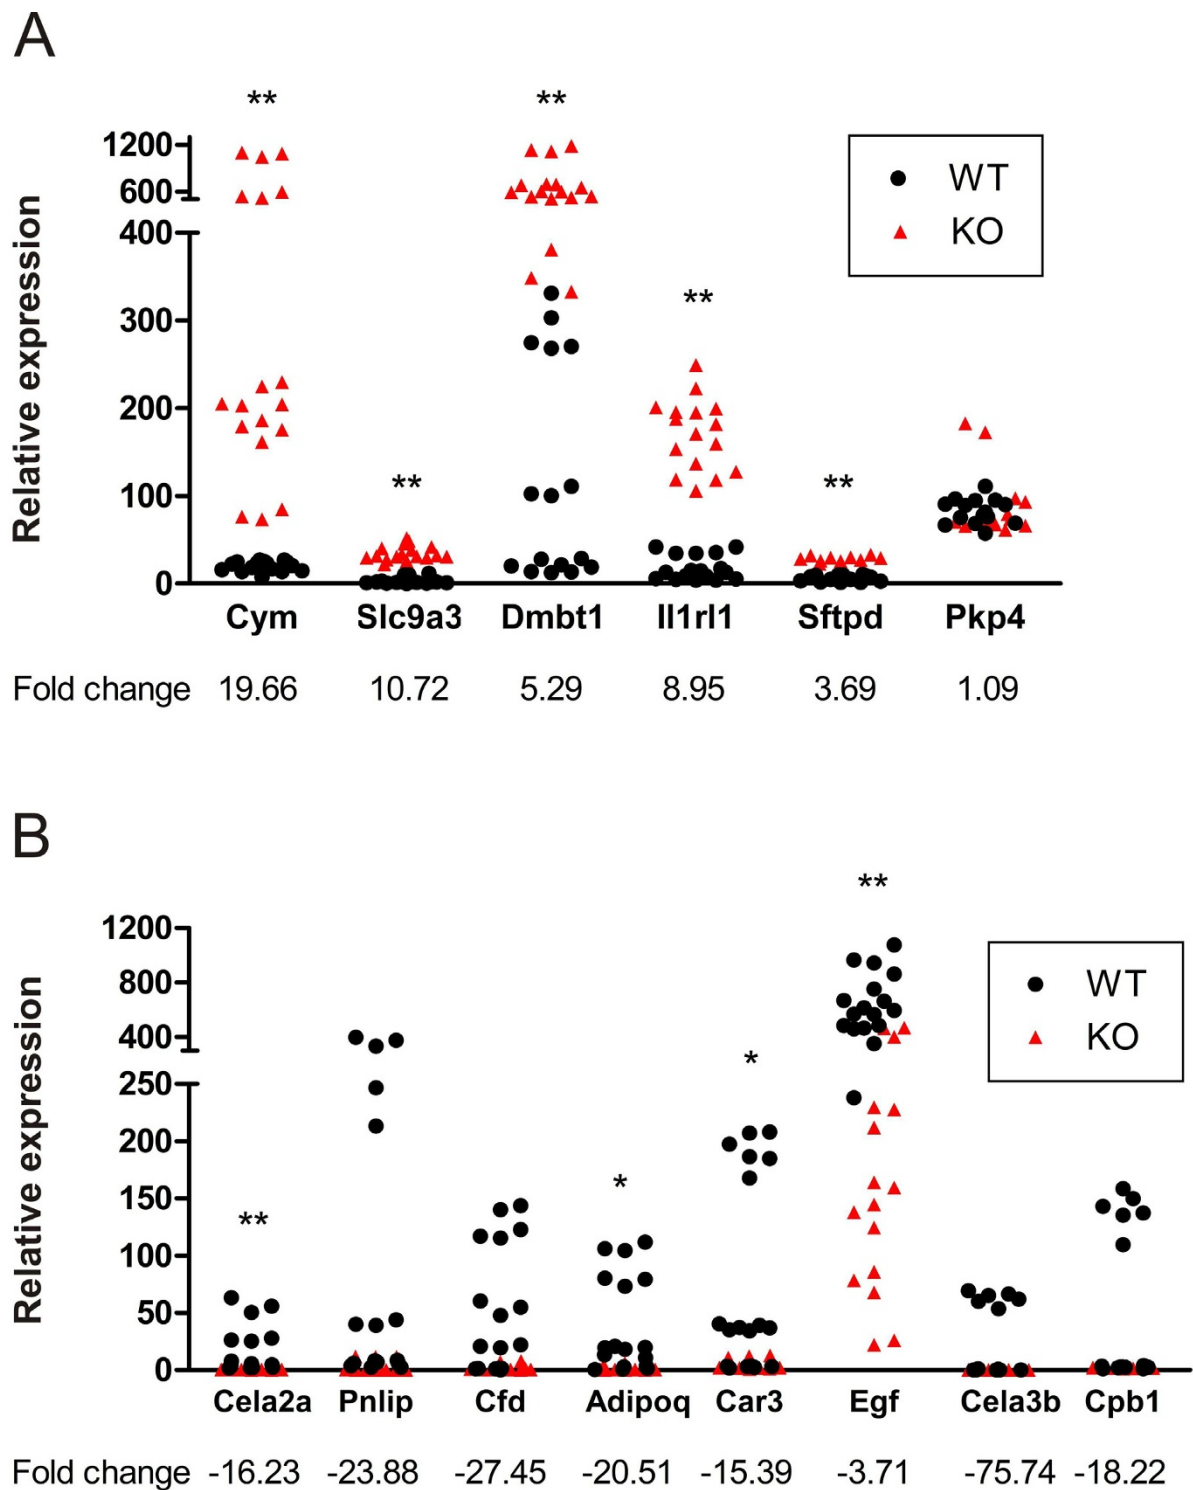 A
** **
1200
600
400
300
200
100
0
Relative expression
WT
KO
**
** **
Cym Slc9a3 Dmbt1 Il1rl1 Sftpd Pkp4
Fold change 19.66 10.72 5.29 8.95 3.69 1.09
B
**
1200
800
400
250
200
150
100
50
0
Relative expression
WT
KO
*
*
**
Cela2a Pnlip Cfd Adipoq Car3 Egf Cela3b Cpb1
Fold change -16.23 -23.88 -27.45 -20.51 -15.39 -3.71 -75.74 -18.22